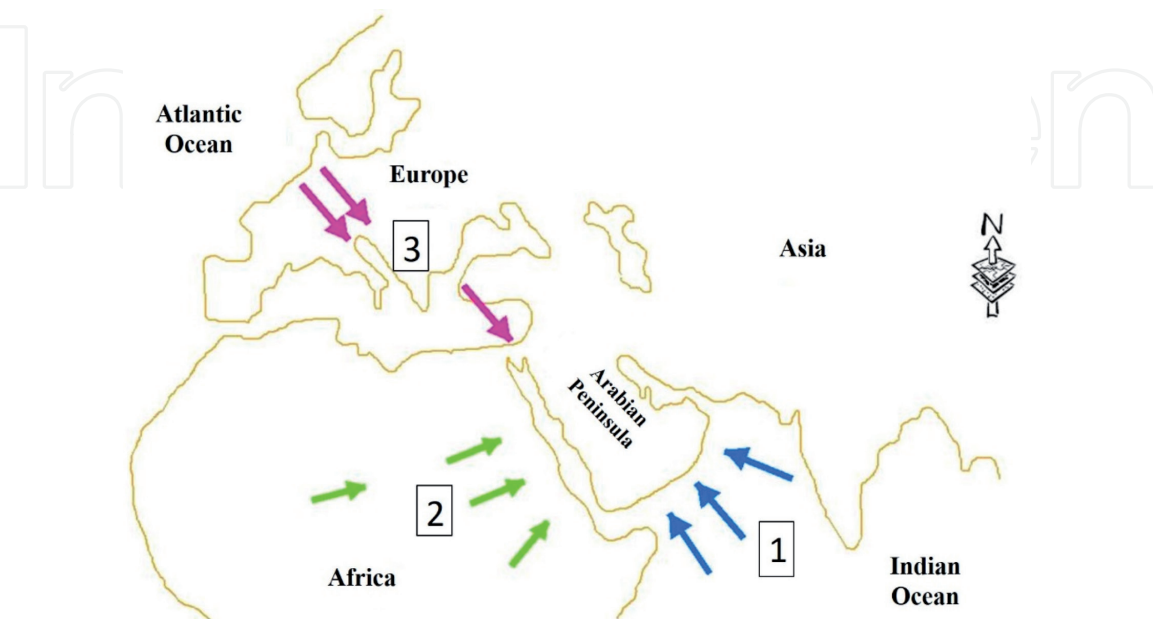 Atlantic
Ocean
Europe
3
Asia
N
Arabian
Peninsula
2
1
Africa
Indian
Ocean